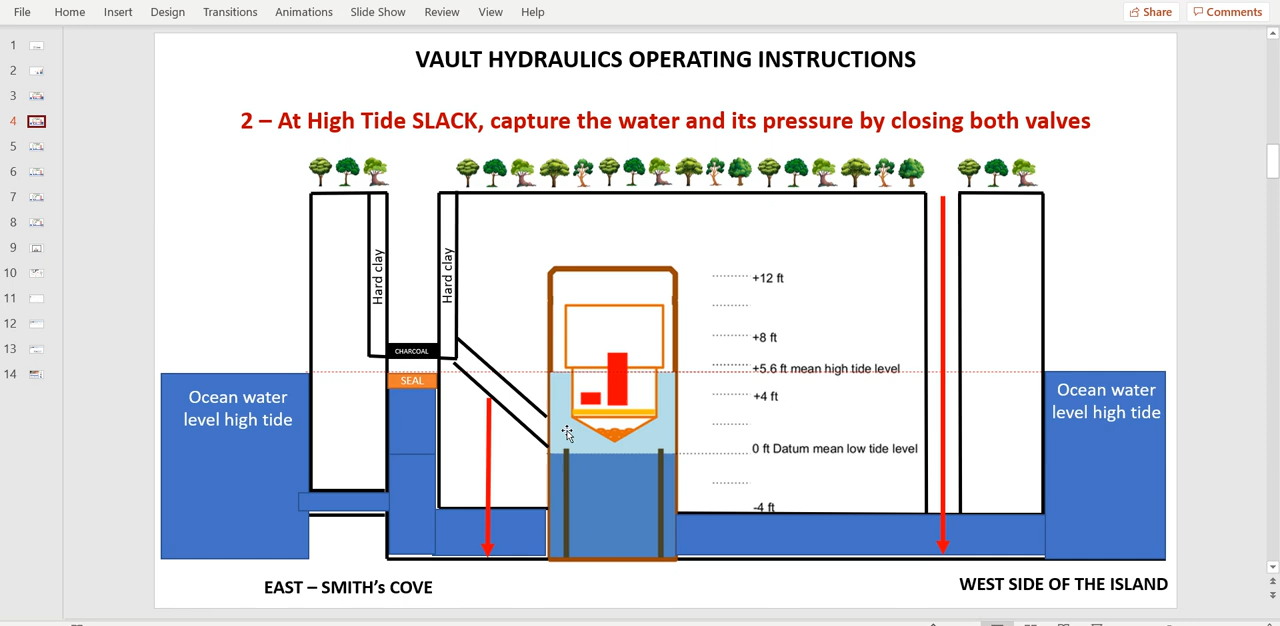 File Home Insert Design Transitions Animations Slide Show Review View Help Share Comments
1
2
3
4
5
6
7
8
9
10
11
12
13
14
VAULT HYDRAULICS OPERATING INSTRUCTIONS
2 – At High Tide SLACK, capture the water and its pressure by closing both valves
Hard clay
Hard clay
CHARCOAL
SEAL
+12 ft
+8 ft
+5.6 ft mean high tide level
+4 ft
0 ft Datum mean low tide level
-4 ft
Ocean water
level high tide
Ocean water
level high tide
EAST – SMITH's COVE
WEST SIDE OF THE ISLAND